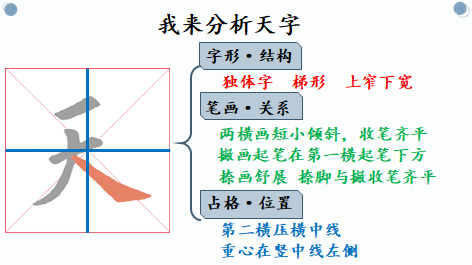 我来分析天字
字形·结构
独体字 梯形 上窄下宽
笔画·关系
两横画短小倾斜，收笔齐平
撇画起笔在第一横起笔下方
捺画舒展 捺脚与撇收笔齐平
占格·位置
第二横压横中线
重心在竖中线左侧
天